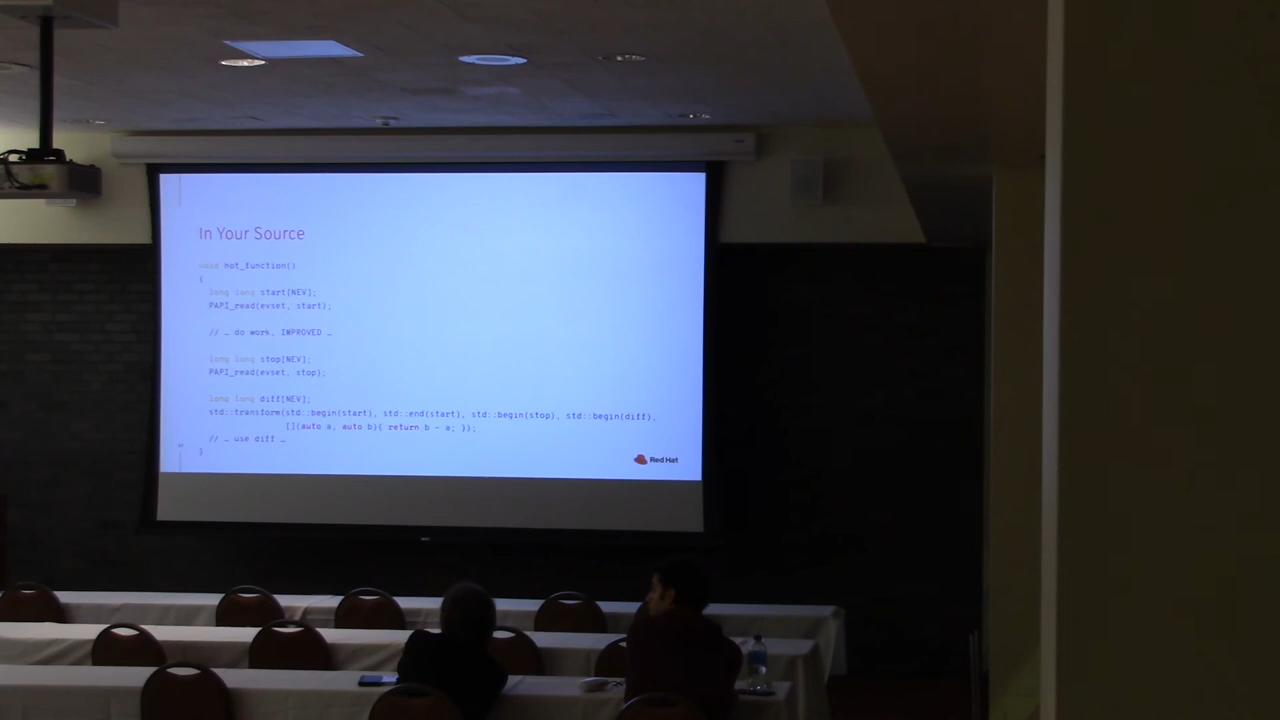 In Your Source
void hot_function()
{
long long start[NEV];
PAPI_read(evset, start);
// … do work, IMPROVED …
long long stop[NEV];
PAPI_read(evset, stop);
long long diff[NEV];
std::transform(std::begin(start), std::end(start), std::begin(stop), std::begin(diff),
[](auto a, auto b){ return b - a; });
// … use diff …
}
Red Hat